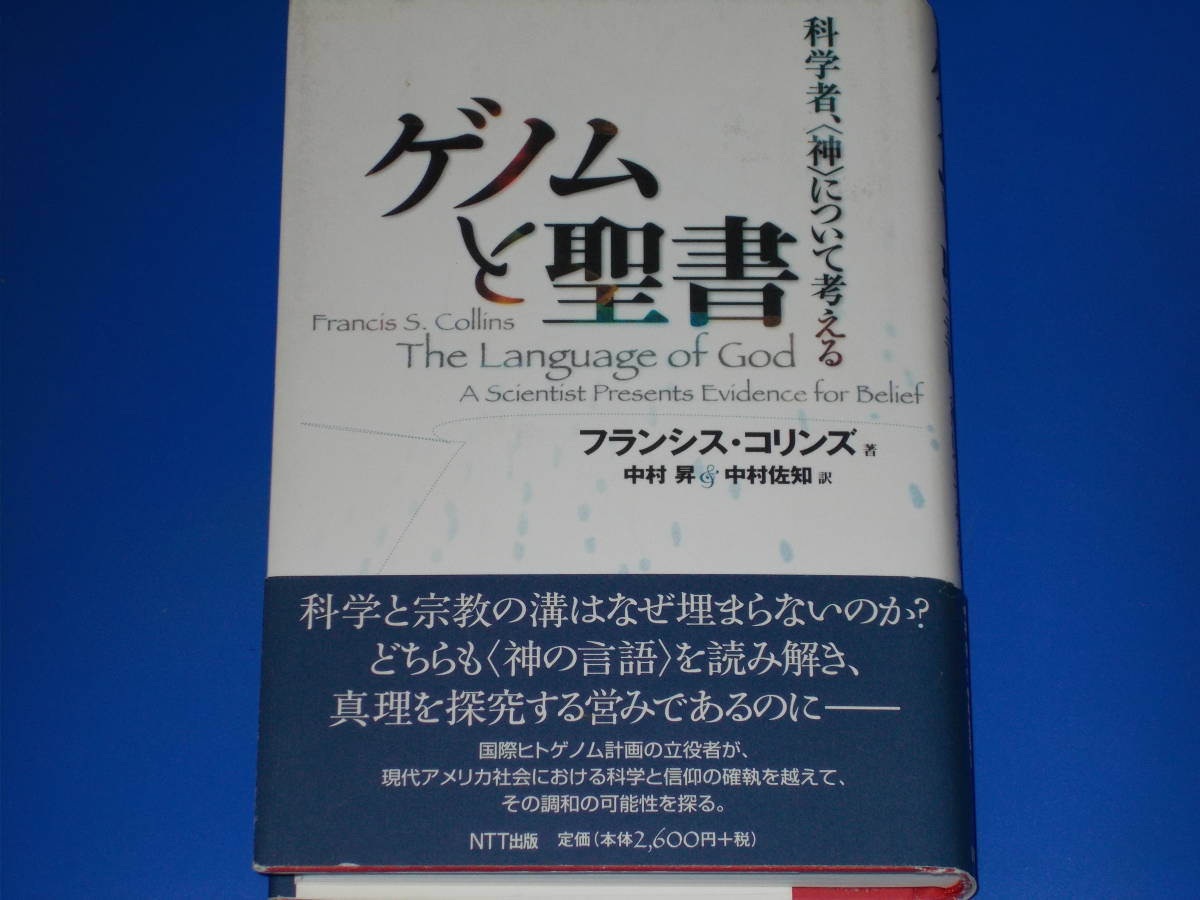 科学者、〈神〉について考える
ゲノム
と聖書
Francis S. Collins
The Language of God
A Scientist Presents Evidence for Belief
フランシス・コリンズ 著
中村 昇 & 中村佐知 訳
科学と宗教の溝はなぜ埋まらないのか?
どちらも〈神の言語〉を読み解き、
真理を探究する営みであるのに――
国際ヒトゲノム計画の立役者が、
現代アメリカ社会における科学と信仰の確執を越えて、
その調和の可能性を探る。
NTT出版 定価(本体2,600円+税)